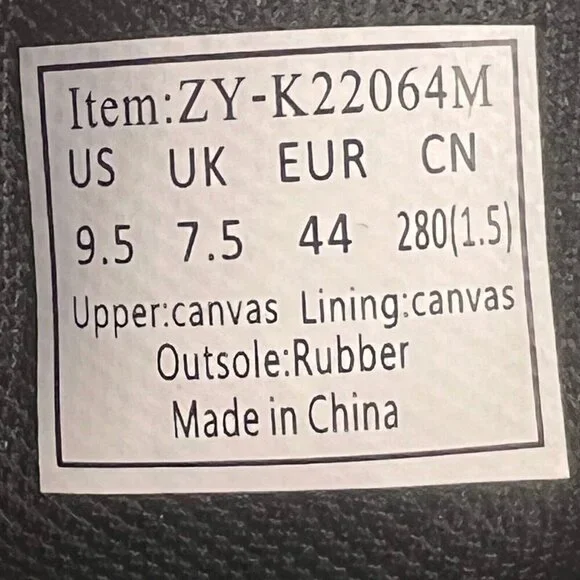 Item:ZY-K22064M
US UK EUR CN
9.5 7.5 44 280(1.5)
Upper:canvas Lining:canvas
Outsole:Rubber
Made in China